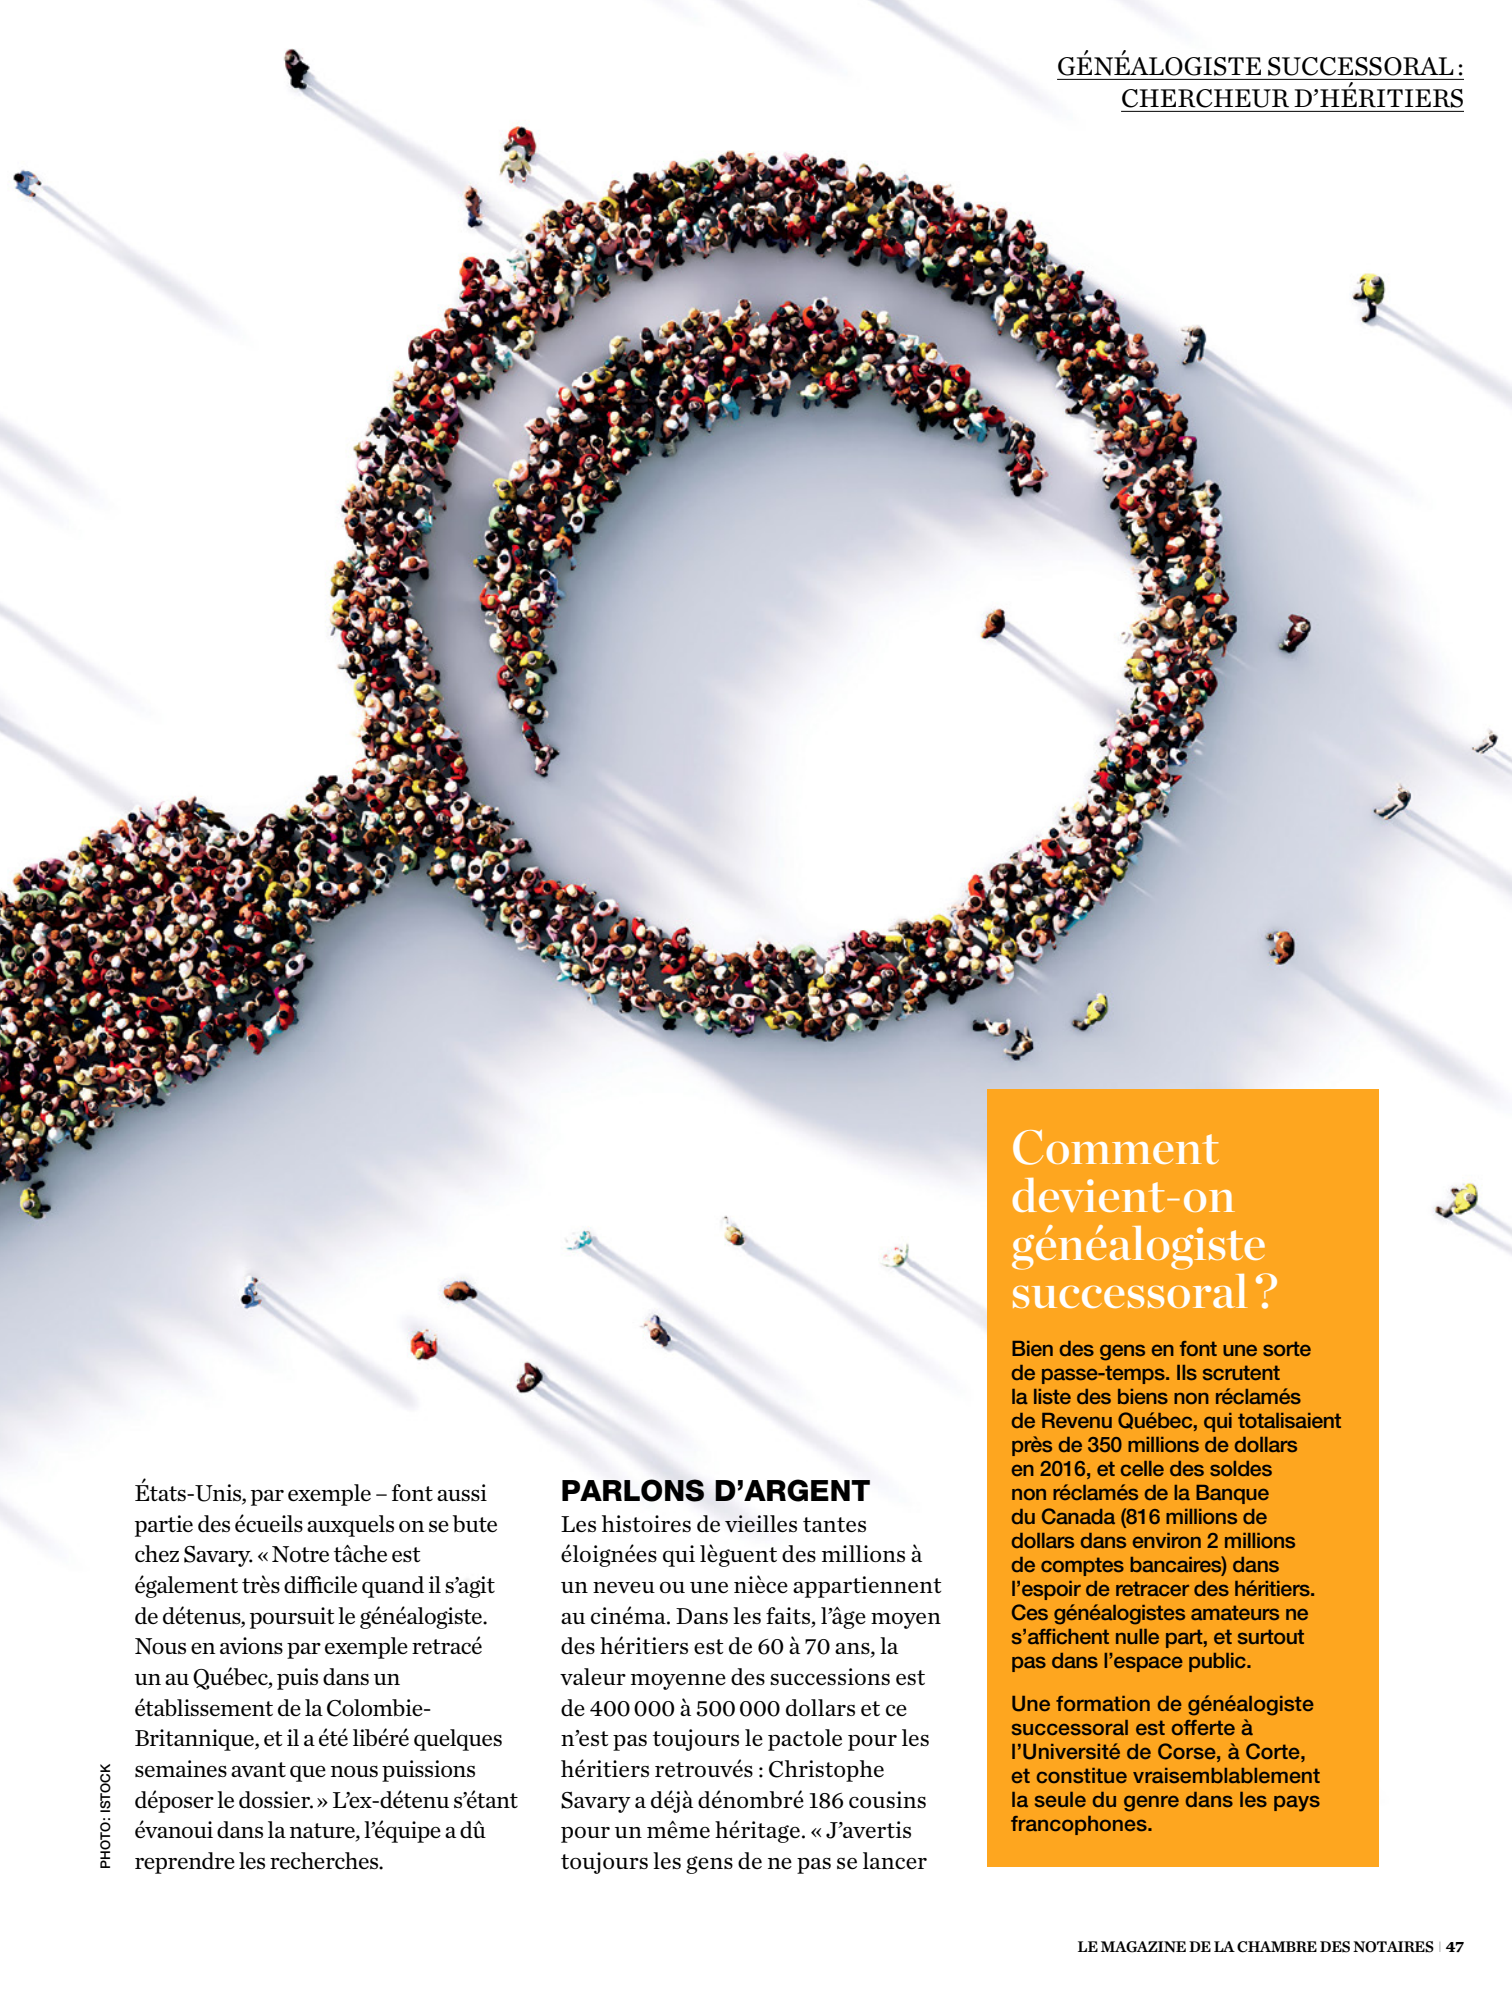 GÉNÉALOGISTE SUCCESSORAL :
CHERCHEUR D’HÉRITIERS
États-Unis, par exemple – font aussi
partie des écueils auxquels on se bute
chez Savary. « Notre tâche est
également très difficile quand il s’agit
de détenus, poursuit le généalogiste.
Nous en avions par exemple retracé
un au Québec, puis dans un
établissement de la Colombie-
Britannique, et il a été libéré quelques
semaines avant que nous puissions
déposer le dossier. » L’ex-détenu s’étant
évanoui dans la nature, l’équipe a dû
reprendre les recherches.
PARLONS D’ARGENT
Les histoires de vieilles tantes
éloignées qui lèguent des millions à
un neveu ou une nièce appartiennent
au cinéma. Dans les faits, l’âge moyen
des héritiers est de 60 à 70 ans, la
valeur moyenne des successions est
de 400 000 à 500 000 dollars et ce
n’est pas toujours le pactole pour les
héritiers retrouvés : Christophe
Savary a déjà dénombré 186 cousins
pour un même héritage. « J’avertis
toujours les gens de ne pas se lancer
Comment
devient-on
généalogiste
successoral ?
Bien des gens en font une sorte
de passe-temps. Ils scrutent
la liste des biens non réclamés
de Revenu Québec, qui totalisaient
près de 350 millions de dollars
en 2016, et celle des soldes
non réclamés de la Banque
du Canada (816 millions de
dollars dans environ 2 millions
de comptes bancaires) dans
l’espoir de retracer des héritiers.
Ces généalogistes amateurs ne
s’affichent nulle part, et surtout
pas dans l’espace public.
Une formation de généalogiste
successoral est offerte à
l’Université de Corse, à Corte,
et constitue vraisemblablement
la seule du genre dans les pays
francophones.
PHOTO: ISTOCK
LE MAGAZINE DE LA CHAMBRE DES NOTAIRES | 47